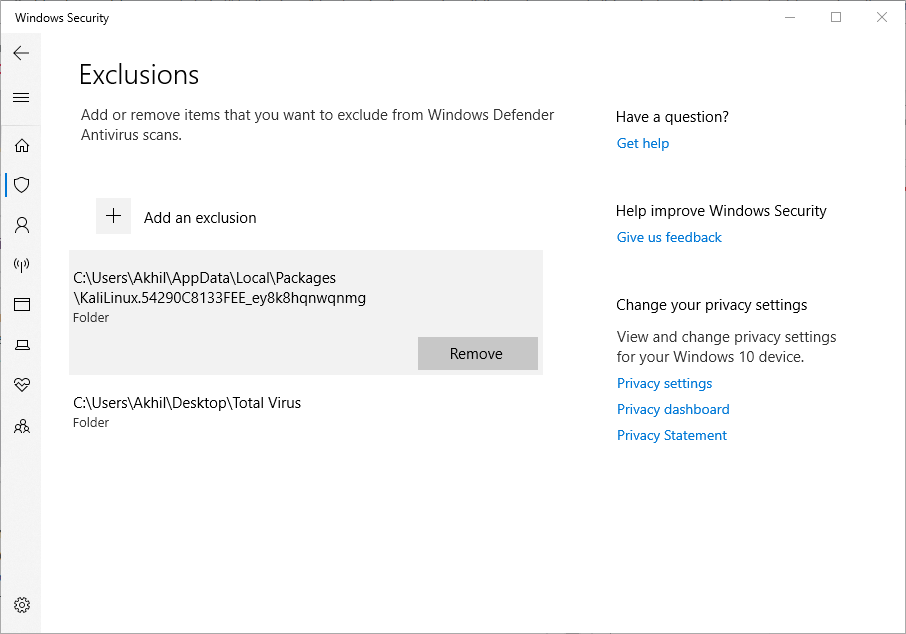 Windows Security
Exclusions
Add or remove items that you want to exclude from Windows Defender
Antivirus scans.
Add an exclusion
C:\Users\Akhil\AppData\Local\Packages
\KaliLinux.54290C8133FEE_ey8k8hqnwqnmg
Folder
Remove
C:\Users\Akhil\Desktop\Total Virus
Folder
Have a question?
Get help
Help improve Windows Security
Give us feedback
Change your privacy settings
View and change privacy settings
for your Windows 10 device.
Privacy settings
Privacy dashboard
Privacy Statement